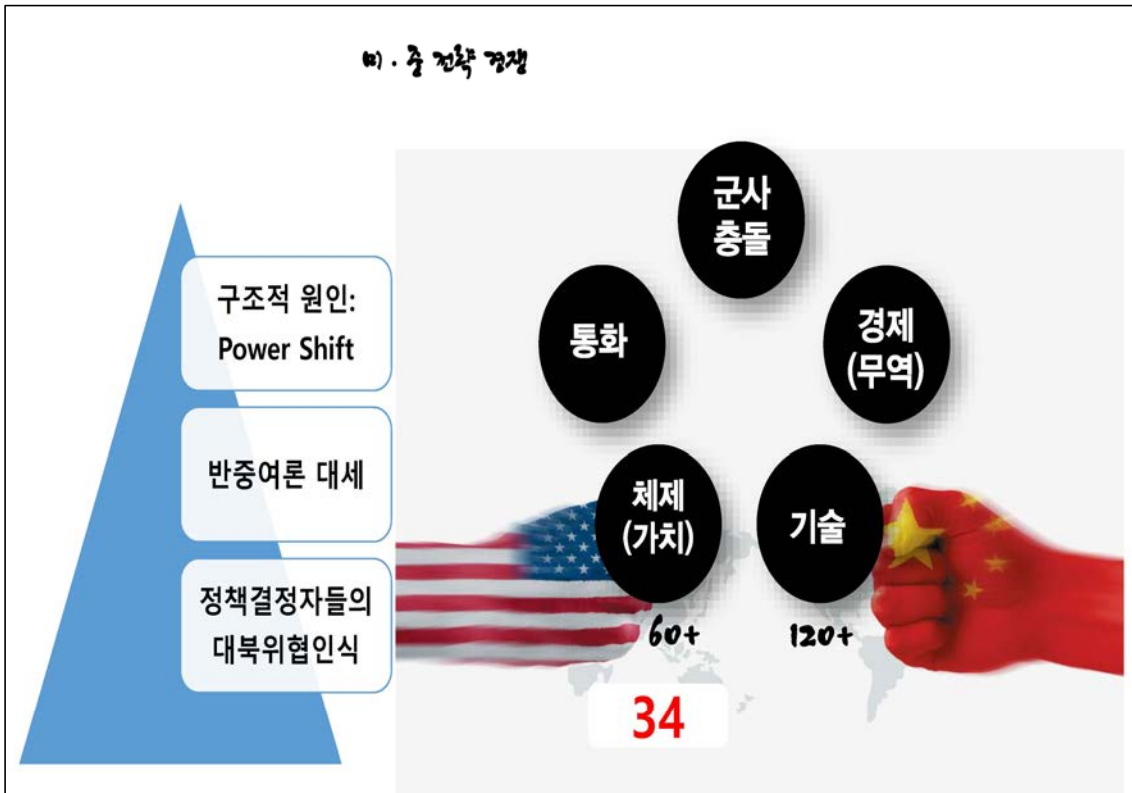 미·중 전략 경쟁
구조적 원인:
Power Shift
반중여론 대세
정책결정자들의
대북위협인식
군사
충돌
통화
경제
(무역)
체제
(가치)
기술
60+
120+
34